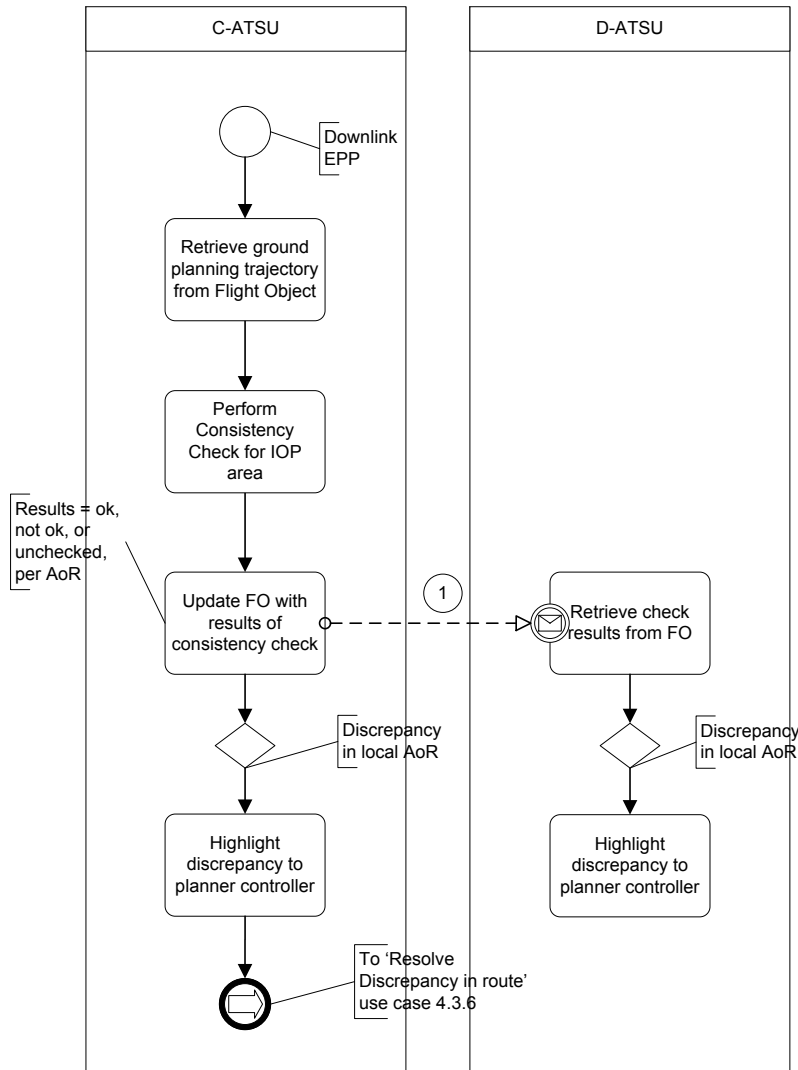 C-ATSU
D-ATSU
Downlink
EPP
Retrieve ground
planning trajectory
from Flight Object
Perform
Consistency
Check for IOP
area
Results = ok,
not ok, or
unchecked,
per AoR
Update FO with
results of
consistency check
1
Retrieve check
results from FO
Discrepancy
in local AoR
Discrepancy
in local AoR
Highlight
discrepancy to
planner controller
Highlight
discrepancy to
planner controller
To ‘Resolve
Discrepancy in route’
use case 4.3.6